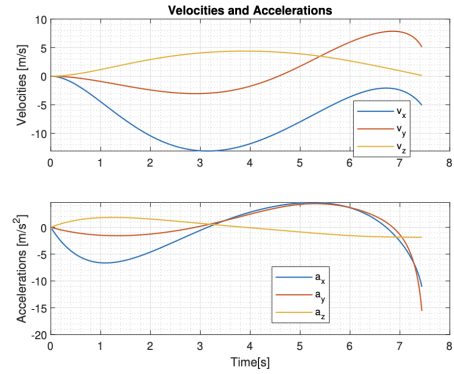 Velocities and Accelerations
10
5
0
-5
-10
Velocities [m/s]
v_x
v_y
v_z
0 1 2 3 4 5 6 7 8
0
-5
-10
-15
-20
Accelerations [m/s²]
a_x
a_y
a_z
0 1 2 3 4 5 6 7 8
Time[s]